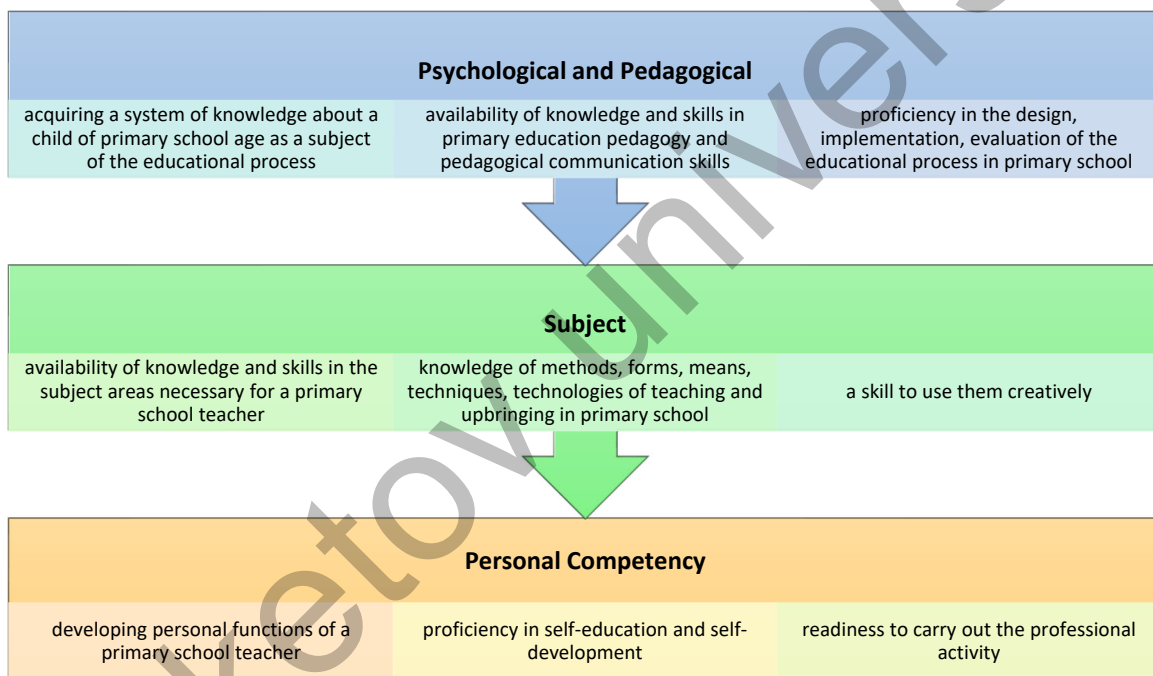 Psychological and Pedagogical
acquiring a system of knowledge about a
child of primary school age as a subject
of the educational process
availability of knowledge and skills in
primary education pedagogy and
pedagogical communication skills
proficiency in the design,
implementation, evaluation of the
educational process in primary school
Subject
availability of knowledge and skills in the
subject areas necessary for a primary
school teacher
knowledge of methods, forms, means,
techniques, technologies of teaching and
upbringing in primary school
a skill to use them creatively
Personal Competency
developing personal functions of a
primary school teacher
proficiency in self-education and self-
development
readiness to carry out the professional
activity
ketov univers